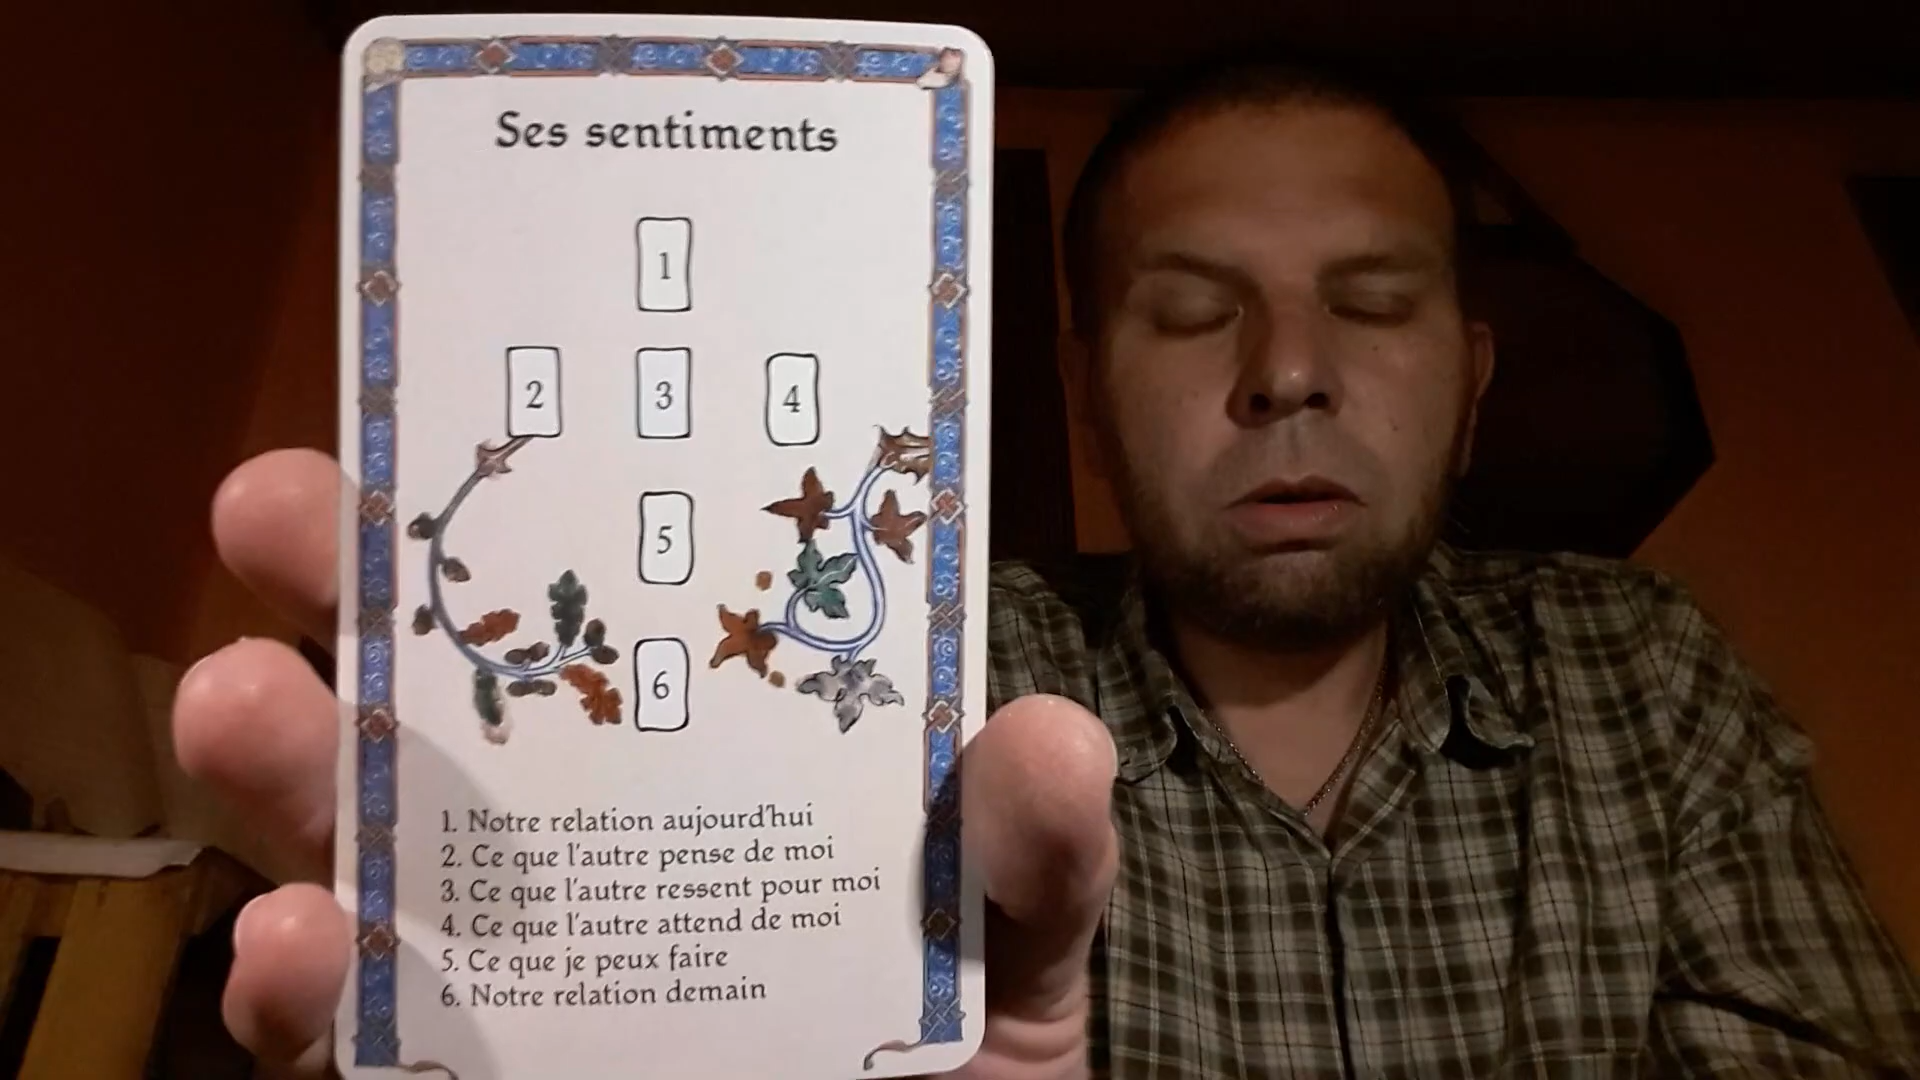 Ses sentiments
1
2 3 4
5
6
1. Notre relation aujourd'hui
2. Ce que l'autre pense de moi
3. Ce que l'autre ressent pour moi
4. Ce que l'autre attend de moi
5. Ce que je peux faire
6. Notre relation demain